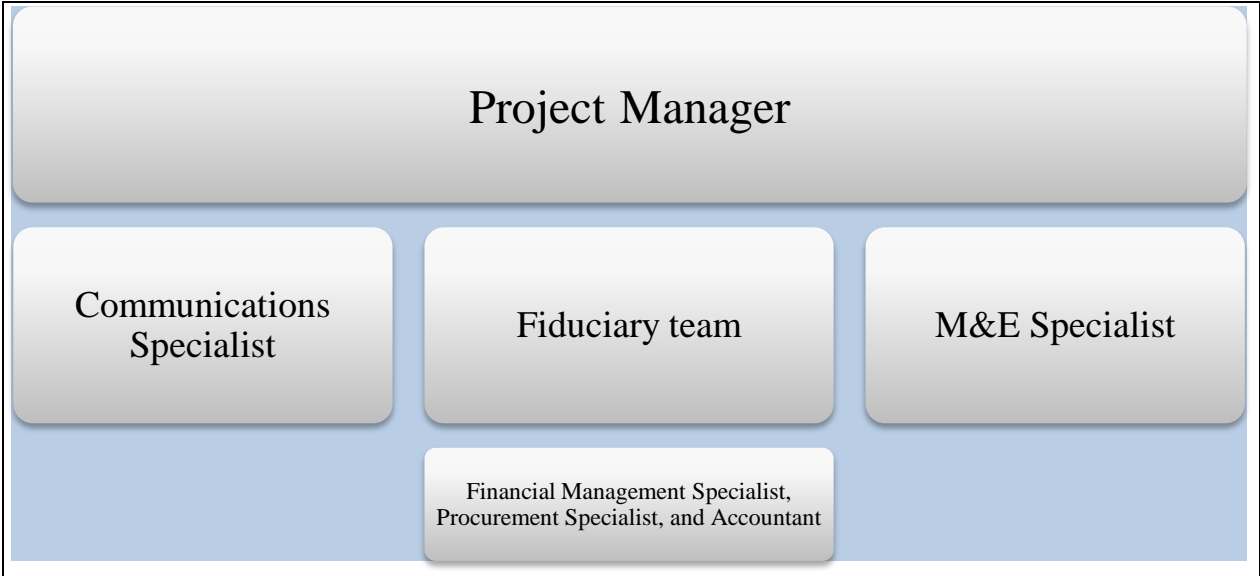 Project Manager
Communications
Specialist
Fiduciary team
M&E Specialist
Financial Management Specialist,
Procurement Specialist, and Accountant